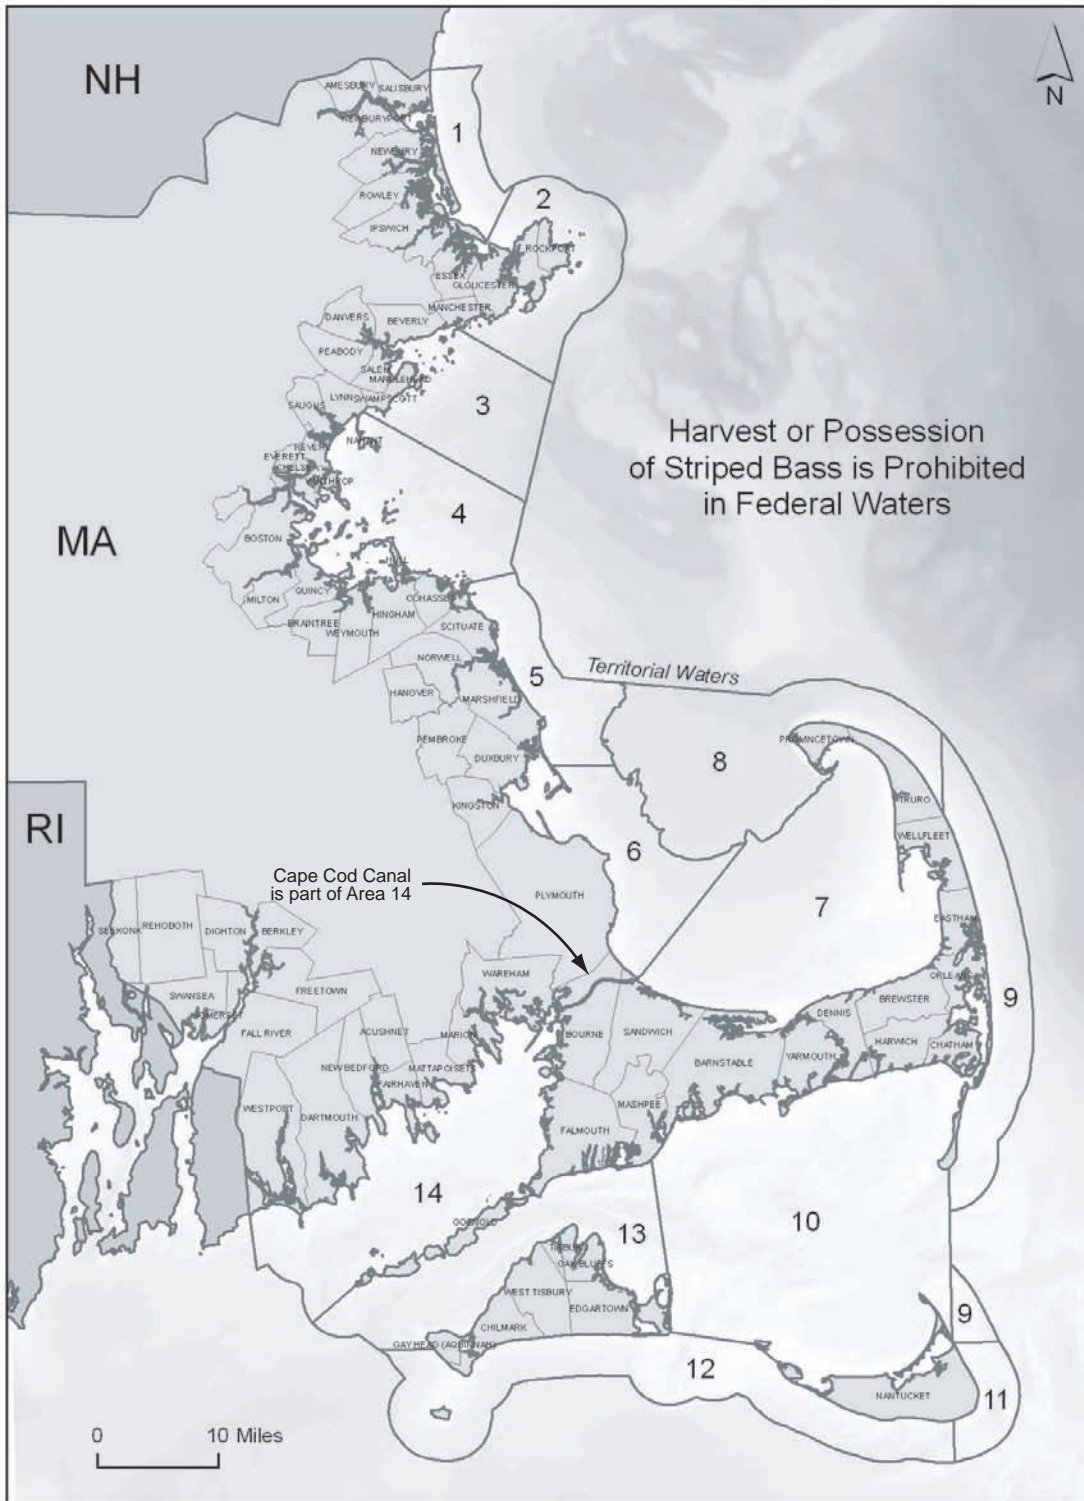 NH
N
AMESBURY
SALISBURY
NEWBURYPORT
1
NEWBURY
ROWLEY
2
IPSWICH
ROCKPORT
ESSEX
GLOUCESTER
MANCHESTER
DANVERS
BEVERLY
PEABODY
SALEM
MARBLEHEAD
LYNN
SWAMPSCOTT
SAUGUS
3
NAHANT
REVERE
EVERETT
CHELSEA
WINTHROP
Harvest or Possession
of Striped Bass is Prohibited
in Federal Waters
4
MA
BOSTON
HULL
MILTON
QUINCY
COHASSET
HINGHAM
BRAINTREE
WEYMOUTH
SCITUATE
NORWELL
5
Territorial Waters
HANOVER
MARSHFIELD
PEMBROKE
PROVINCETOWN
DUXBURY
8
KINGSTON
TRURO
RI
WELLFLEET
6
Cape Cod Canal
is part of Area 14
PLYMOUTH
7
EASTHAM
SEEKONK
REHOBOTH
DIGHTON
BERKLEY
WAREHAM
ORLEANS
SWANSEA
FREETOWN
BREWSTER
9
SOMERSET
DENNIS
FALL RIVER
ACUSHNET
MARION
BOURNE
SANDWICH
HARWICH
CHATHAM
BARNSTABLE
YARMOUTH
NEW BEDFORD
MATTAPOISETT
FAIRHAVEN
WESTPORT
DARTMOUTH
MASHPEE
FALMOUTH
14
10
GOSNOLD
13
TISBURY
OAK BLUFFS
WEST TISBURY
EDGARTOWN
CHILMARK
9
GAY HEAD (AQUINNAH)
12
NANTUCKET
11
0 10 Miles